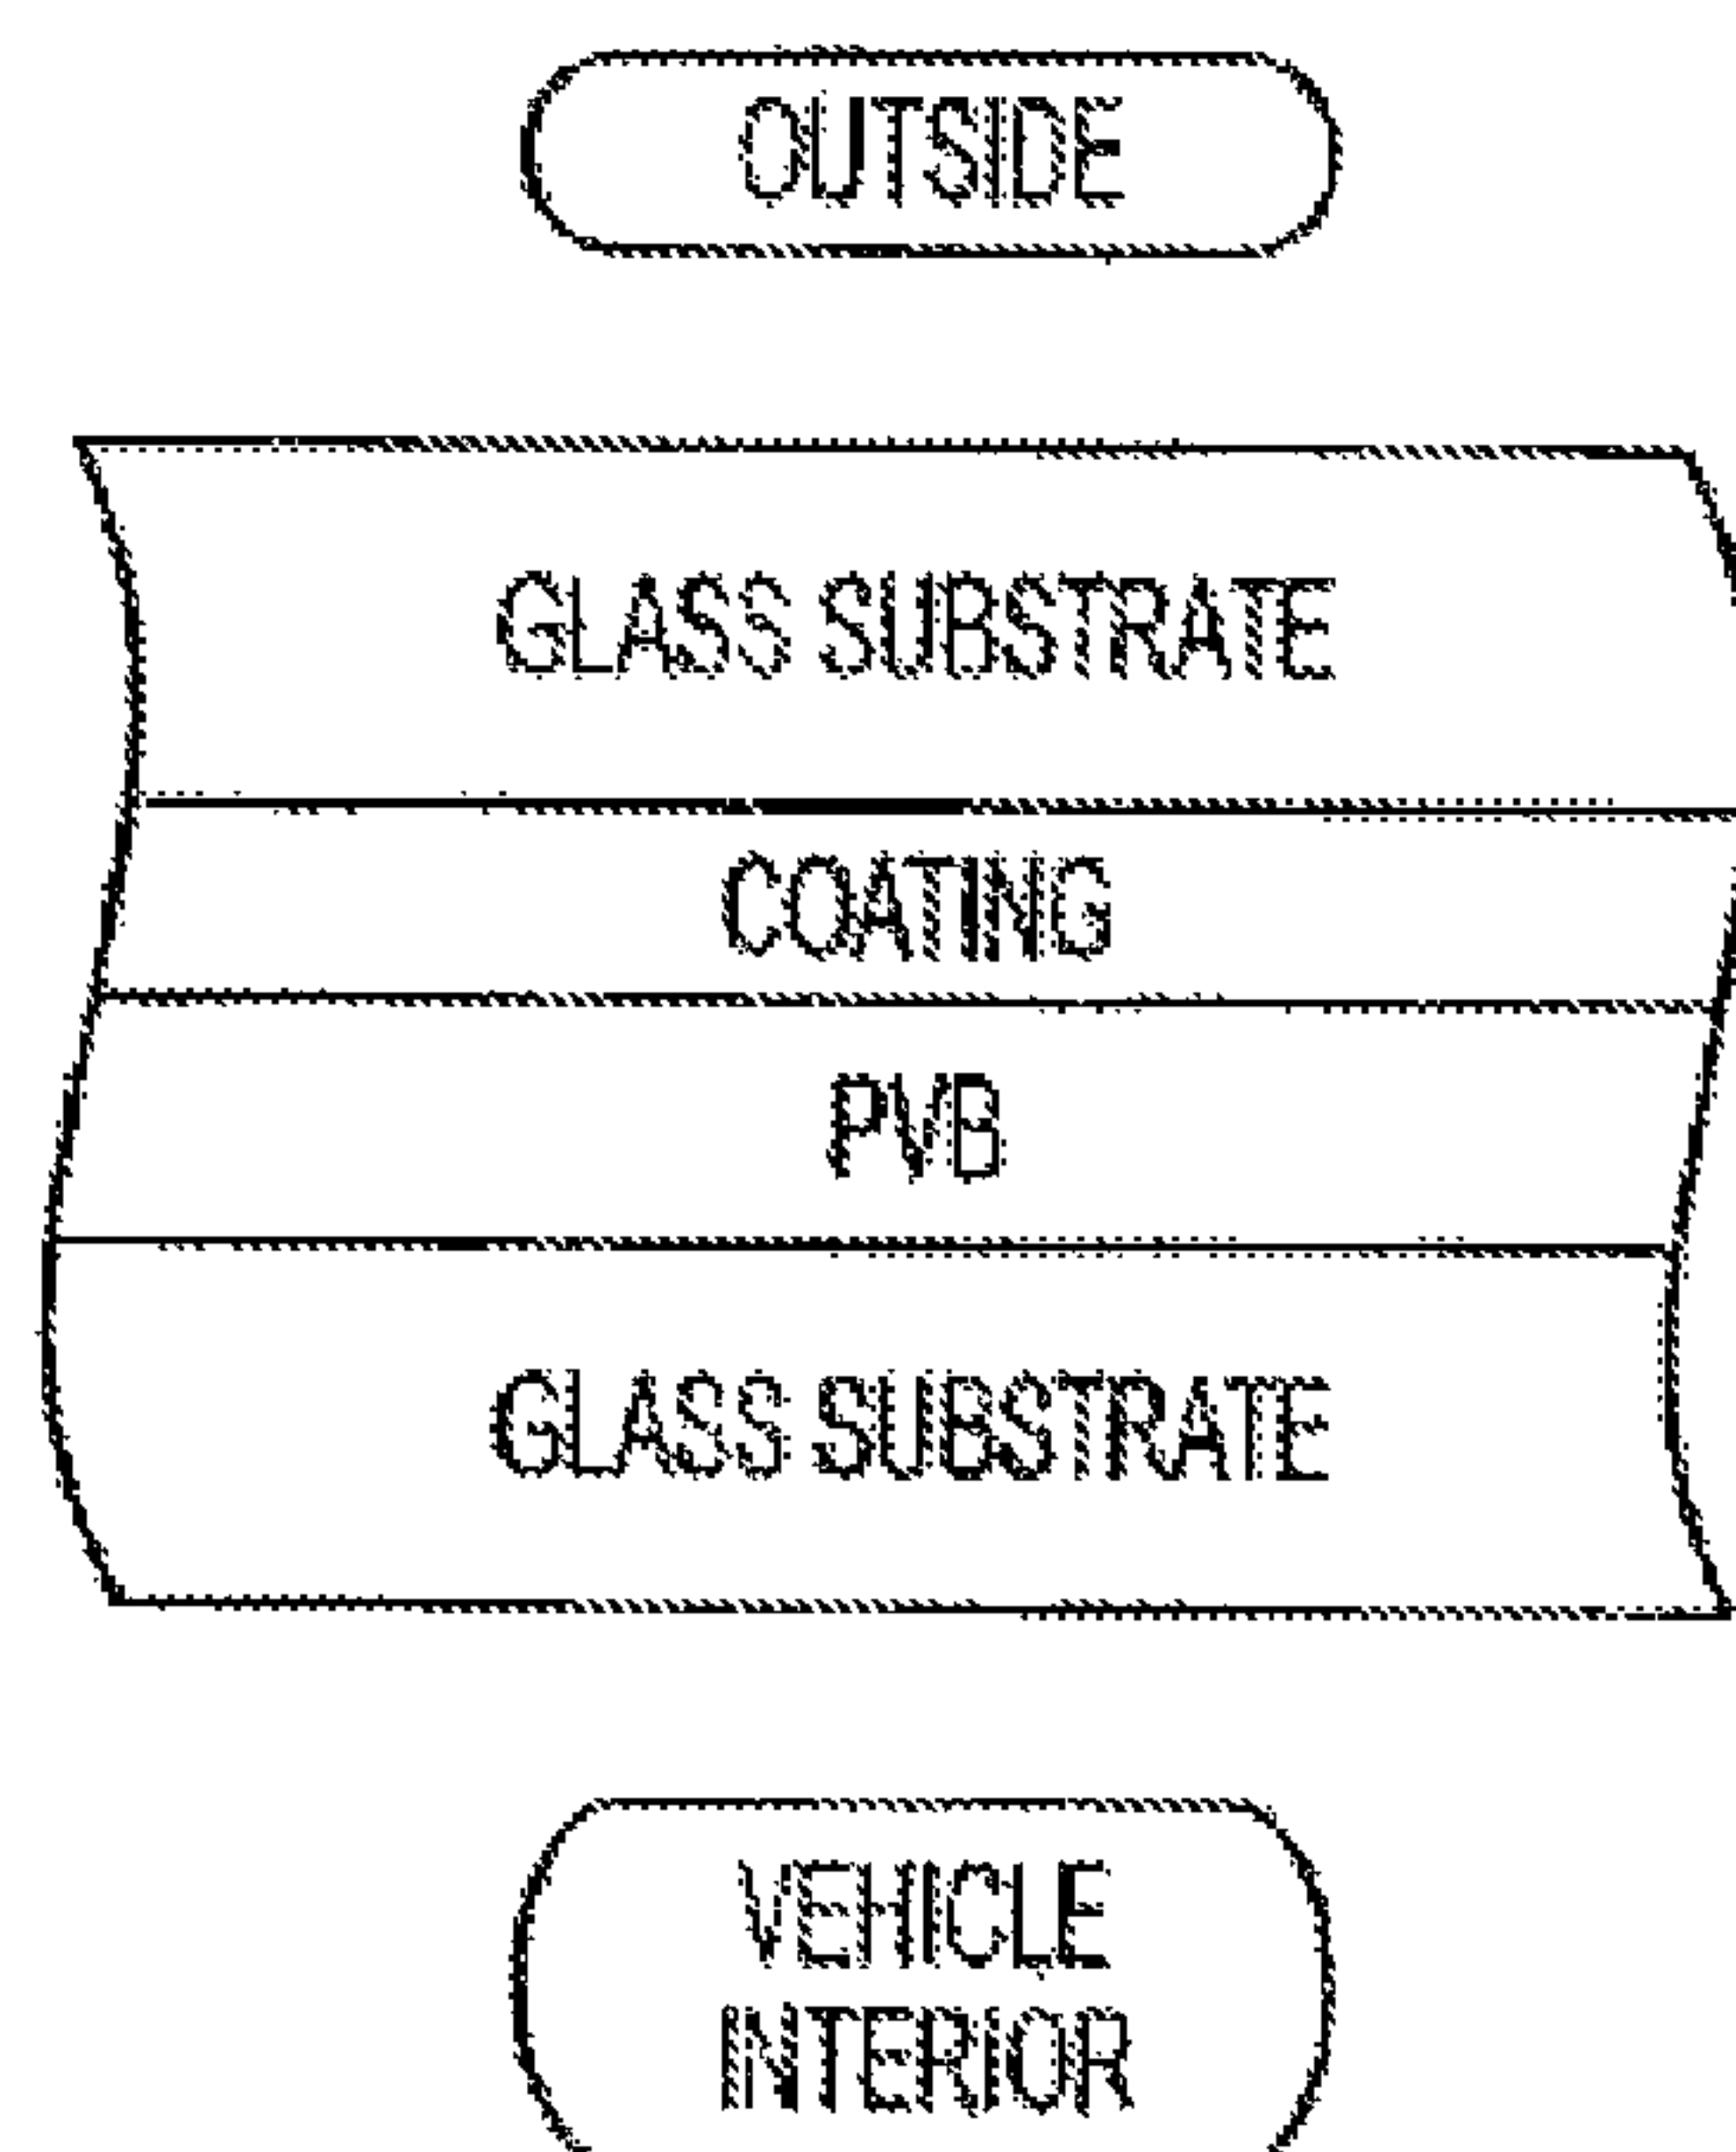 OUTSIDE
GLASS SUBSTRATE
COATING
PVB
GLASS SUBSTRATE
VEHICLE
INTERIOR